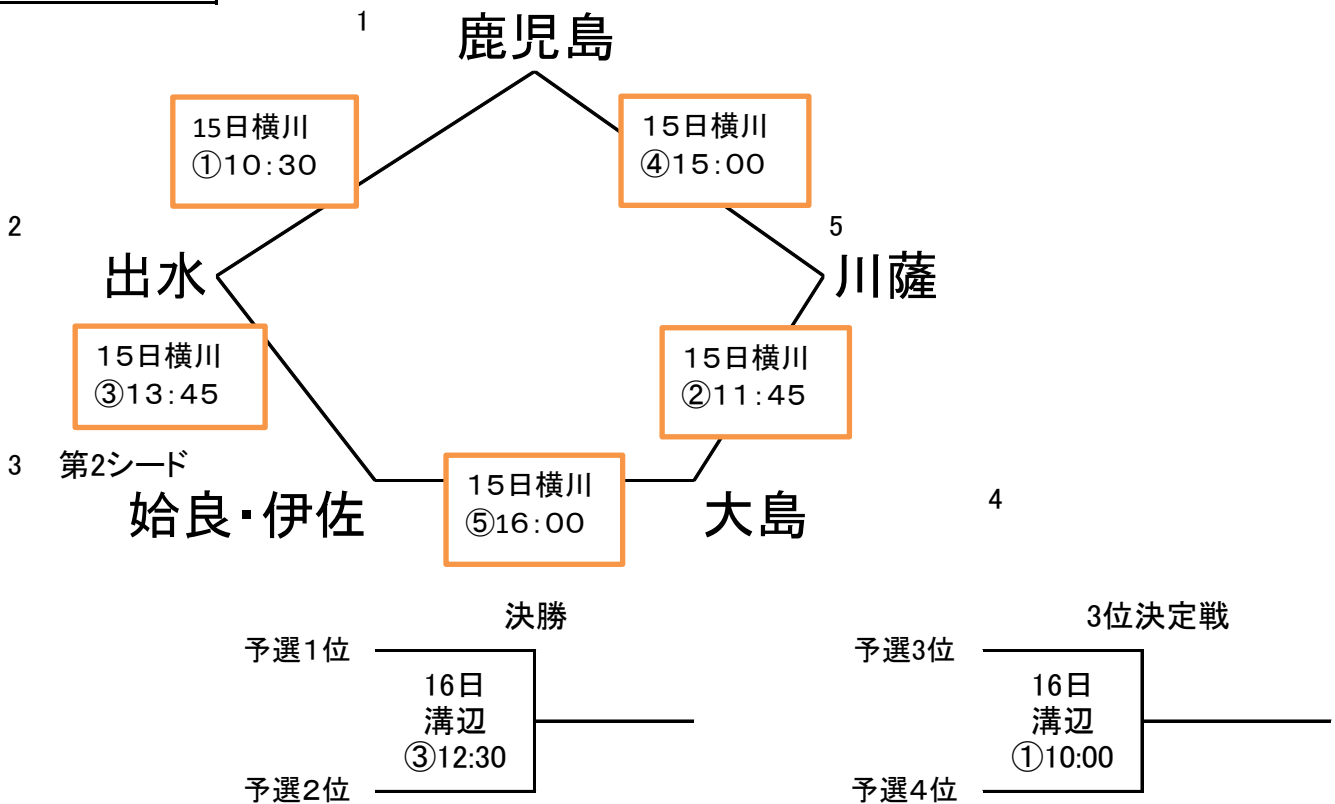 1
鹿児島
15日横川
①10:30
15日横川
④15:00
2
出水
5
川薩
15日横川
③13:45
15日横川
②11:45
3 第2シード
姶良・伊佐
15日横川
⑤16:00
大島
4
決勝
予選1位
16日
溝辺
③12:30
予選2位
3位決定戦
予選3位
16日
溝辺
①10:00
予選4位